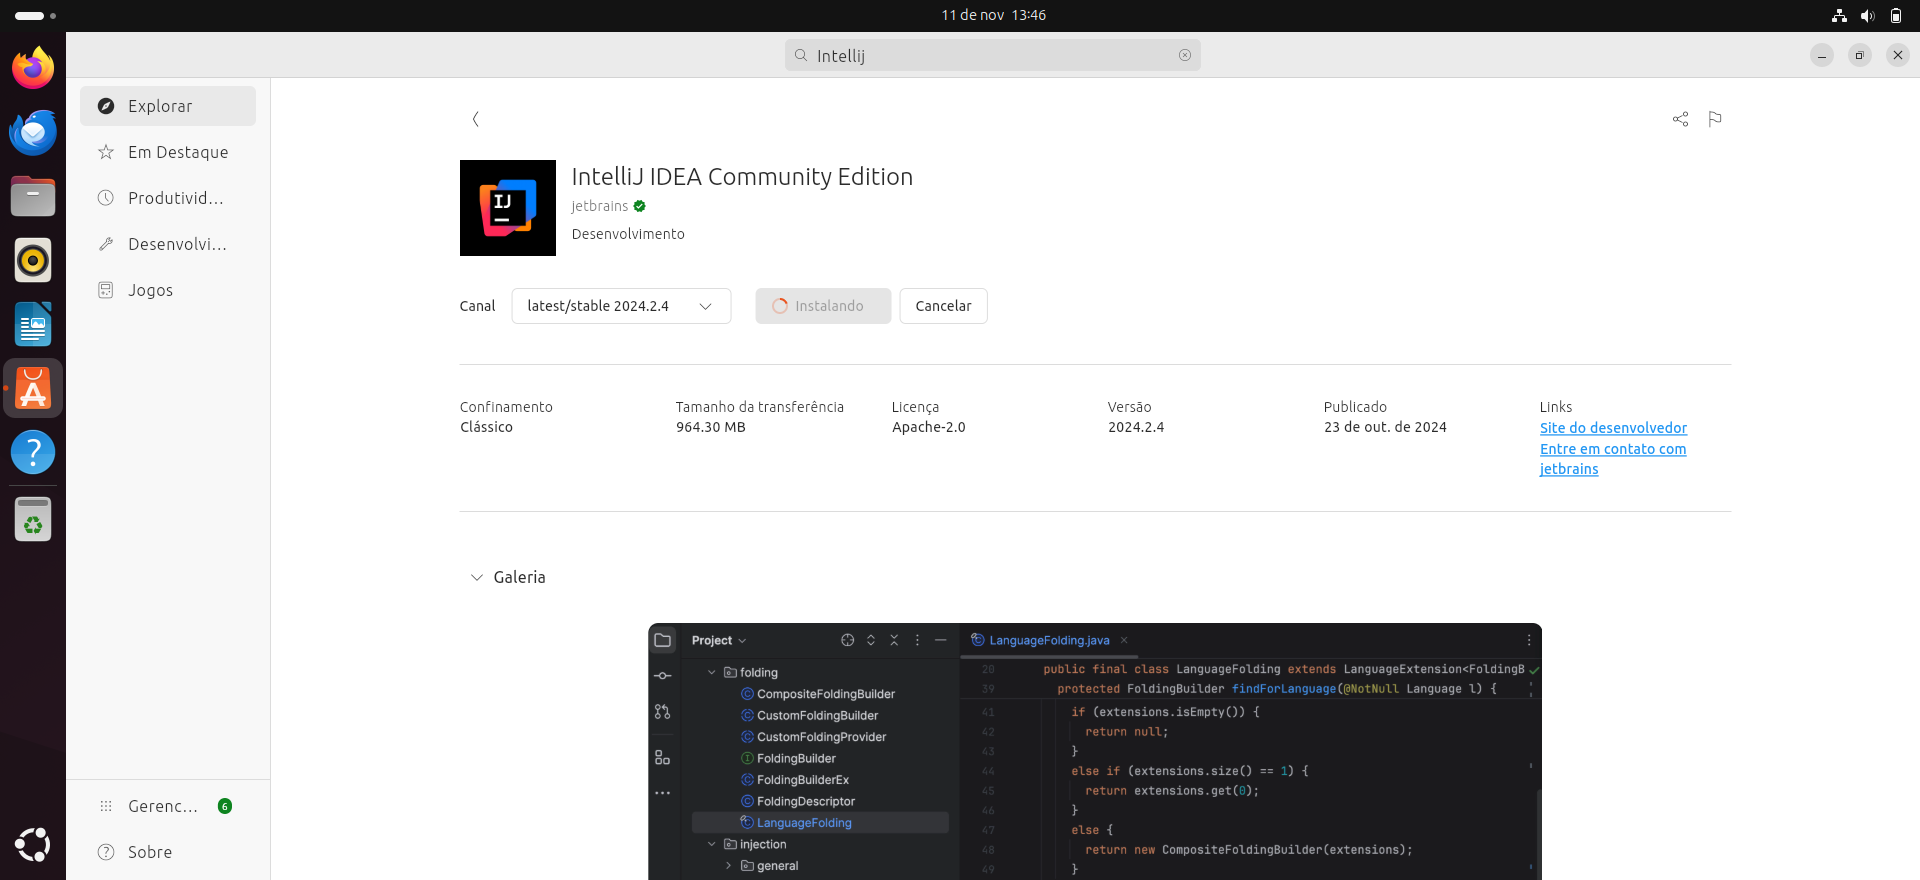 11 de nov 13:46
Intellij
Explorar
Em Destaque
Produtivid...
Desenvolvi...
Jogos
IJ
IntelliJ IDEA Community Edition
jetbrains
Desenvolvimento
Canal
latest/stable 2024.2.4
Instalando
Cancelar
Confinamento
Clássico
Tamanho da transferência
964.30 MB
Licença
Apache-2.0
Versão
2024.2.4
Publicado
23 de out. de 2024
Links
Site do desenvolvedor
Entre em contato com
jetbrains
Galeria
Project
folding
CompositeFoldingBuilder
CustomFoldingBuilder
CustomFoldingProvider
FoldingBuilder
FoldingBuilderEx
FoldingDescriptor
LanguageFolding
injection
general
LanguageFolding.java
20 public final class LanguageFolding extends LanguageExtension<FoldingB
39 protected FoldingBuilder findForLanguage(@NotNull Language l) {
41 if (extensions.isEmpty()) {
42 return null;
43 }
44 else if (extensions.size() == 1) {
45 return extensions.get(0);
46 }
47 else {
48 return new CompositeFoldingBuilder(extensions);
49 }
Gerenc... 6
Sobre